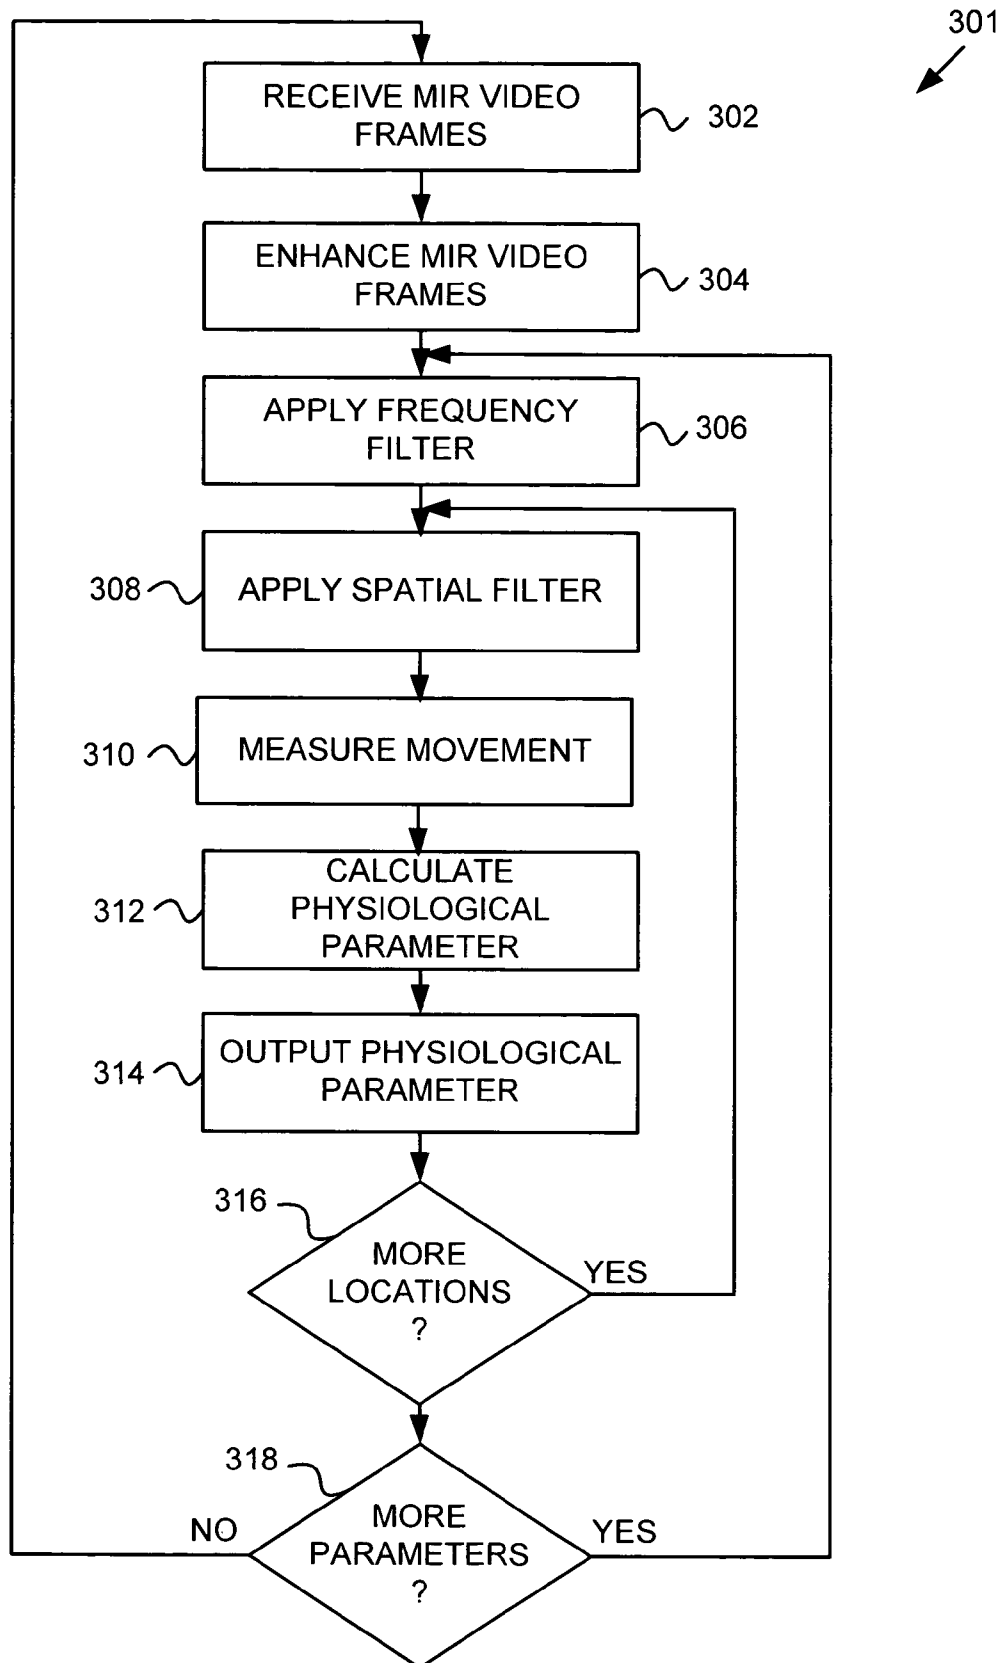 301
RECEIVE MIR VIDEO
FRAMES
302
ENHANCE MIR VIDEO
FRAMES
304
APPLY FREQUENCY
FILTER
306
308
APPLY SPATIAL FILTER
310
MEASURE MOVEMENT
312
CALCULATE
PHYSIOLOGICAL
PARAMETER
314
OUTPUT PHYSIOLOGICAL
PARAMETER
316
MORE
LOCATIONS
?
YES
318
MORE
PARAMETERS
?
NO
YES